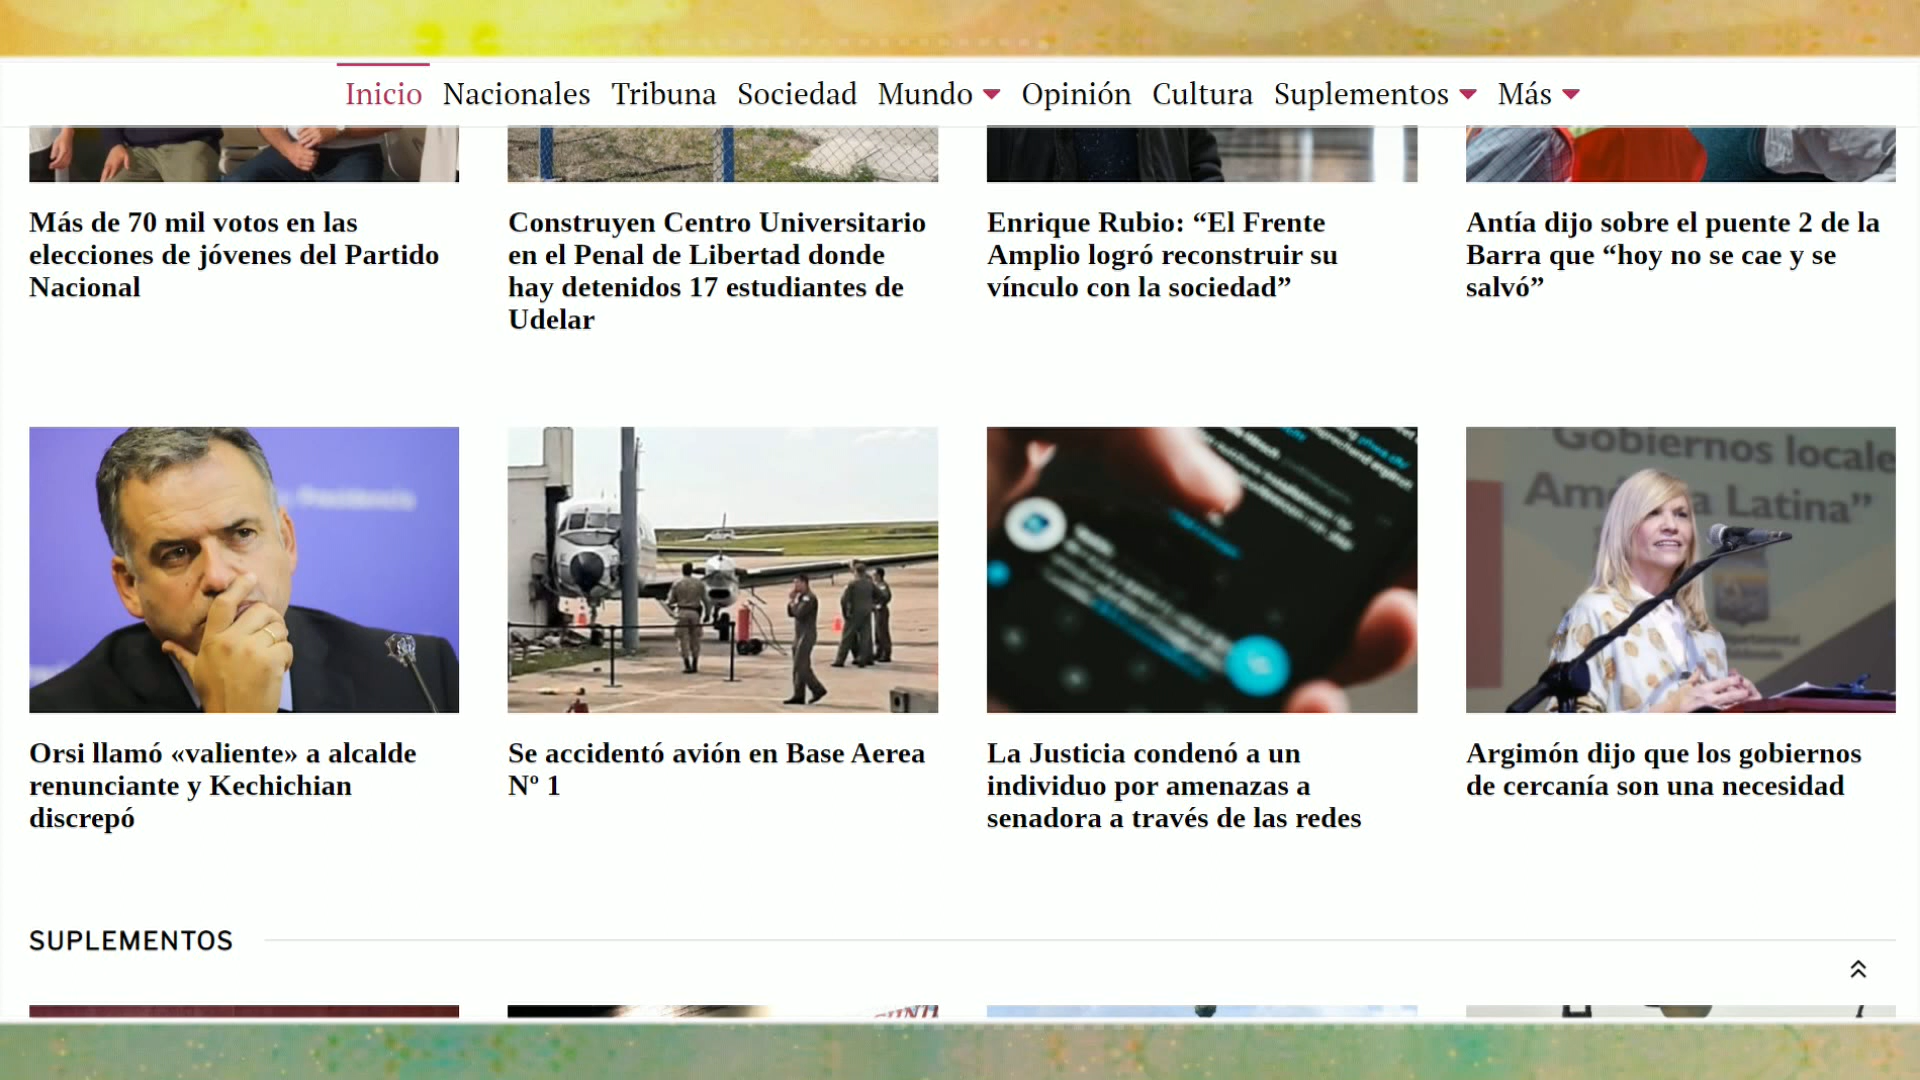 Inicio Nacionales Tribuna Sociedad Mundo Opinión Cultura Suplementos Más
Más de 70 mil votos en las
elecciones de jóvenes del Partido
Nacional
Construyen Centro Universitario
en el Penal de Libertad donde
hay detenidos 17 estudiantes de
Udelar
Enrique Rubio: “El Frente
Amplio logró reconstruir su
vínculo con la sociedad”
Antía dijo sobre el puente 2 de la
Barra que “hoy no se cae y se
salvó”
Presidencia
"Gobiernos locale
Latina”
Orsi llamó «valiente» a alcalde
renunciante y Kechichian
discrepó
Se accidentó avión en Base Aerea
Nº 1
La Justicia condenó a un
individuo por amenazas a
senadora a través de las redes
Argimón dijo que los gobiernos
de cercanía son una necesidad
SUPLEMENTOS